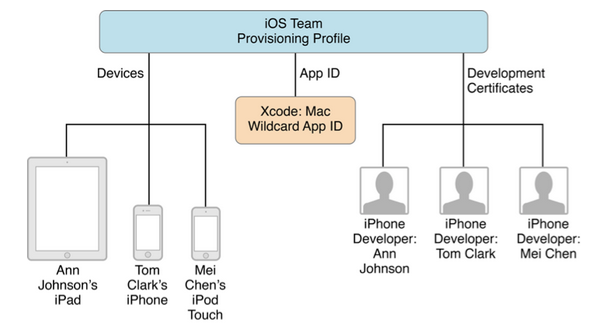 iOS Team
Provisioning Profile
Devices
App ID
Development
Certificates
Xcode: Mac
Wildcard App ID
Ann
Johnson's
iPad
Tom
Clark's
iPhone
Mei
Chen's
iPod
Touch
iPhone
Developer:
Ann
Johnson
iPhone
Developer:
Tom Clark
iPhone
Developer:
Mei Chen